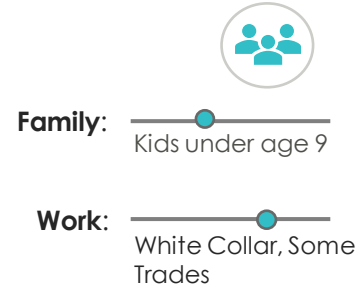 Family:
Kids under age 9
Work:
White Collar, Some
Trades